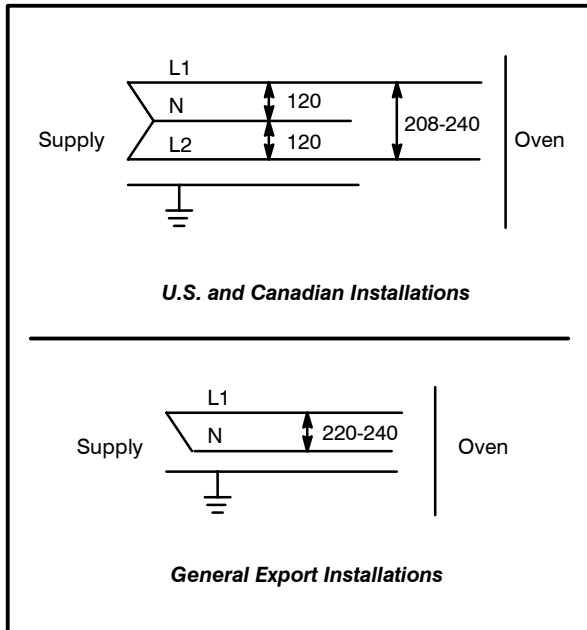 L1
N
120
208-240
Supply
L2
120
Oven
U.S. and Canadian Installations
L1
N
220-240
Supply
Oven
General Export Installations